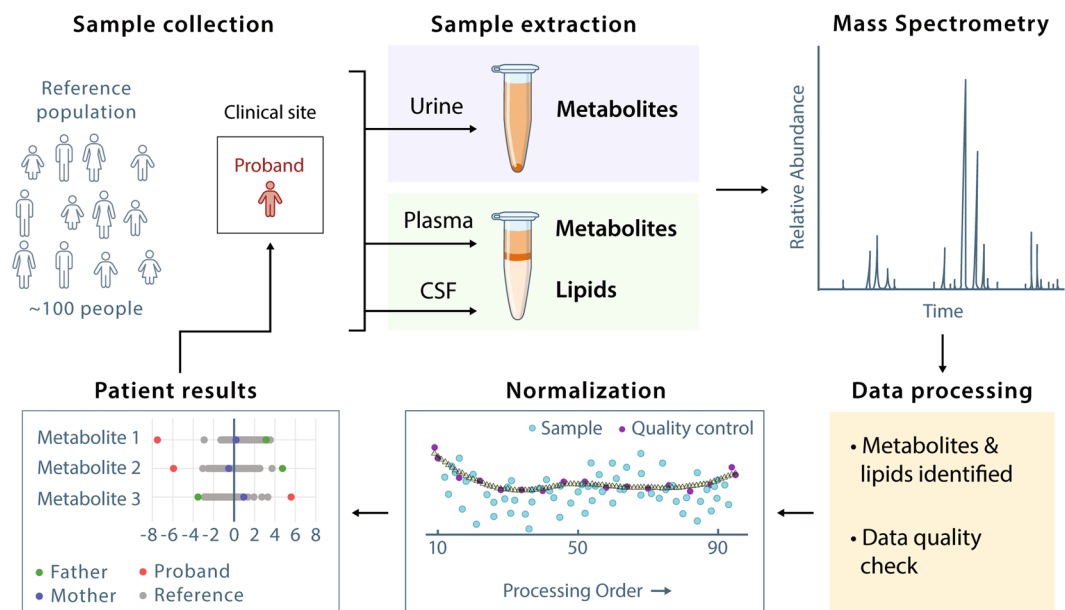 Sample collection
Reference
population
~100 people
Clinical site
Proband
Sample extraction
Urine
Metabolites
Plasma
Metabolites
CSF
Lipids
Mass Spectrometry
Relative Abundance
Time
Data processing
• Metabolites &
lipids identified
• Data quality
check
Normalization
Sample
Quality control
10
50
90
Processing Order →
Patient results
Metabolite 1
Metabolite 2
Metabolite 3
-8 -6 -4 -2 0 2 4 6 8
Father
Proband
Mother
Reference